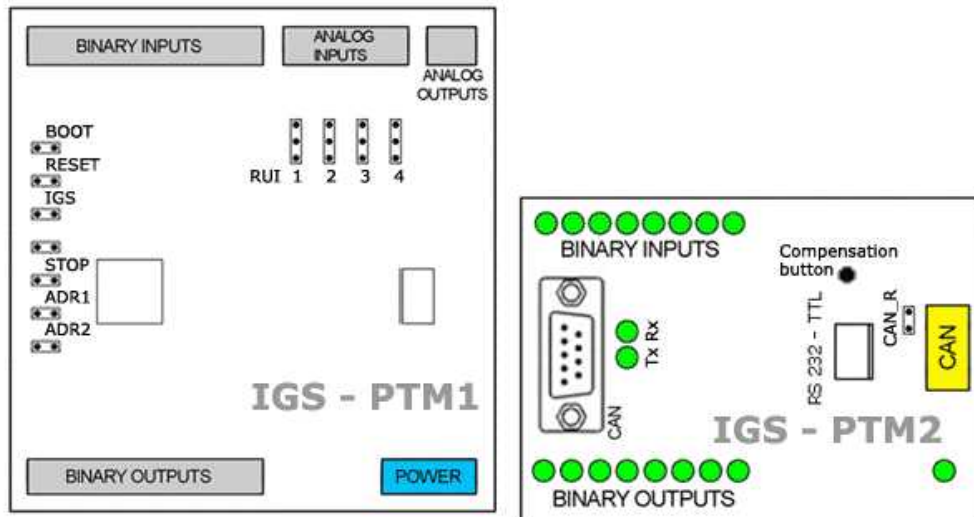 BINARY INPUTS
ANALOG
INPUTS
ANALOG
OUTPUTS
BOOT
RESET
IGS
STOP
ADR1
ADR2
RUI 1 2 3 4
IGS - PTM1
BINARY OUTPUTS
POWER
BINARY INPUTS
Compensation
button
Tx Rx
CAN
RS 232 - TTL
CAN_R
CAN
IGS - PTM2
BINARY OUTPUTS